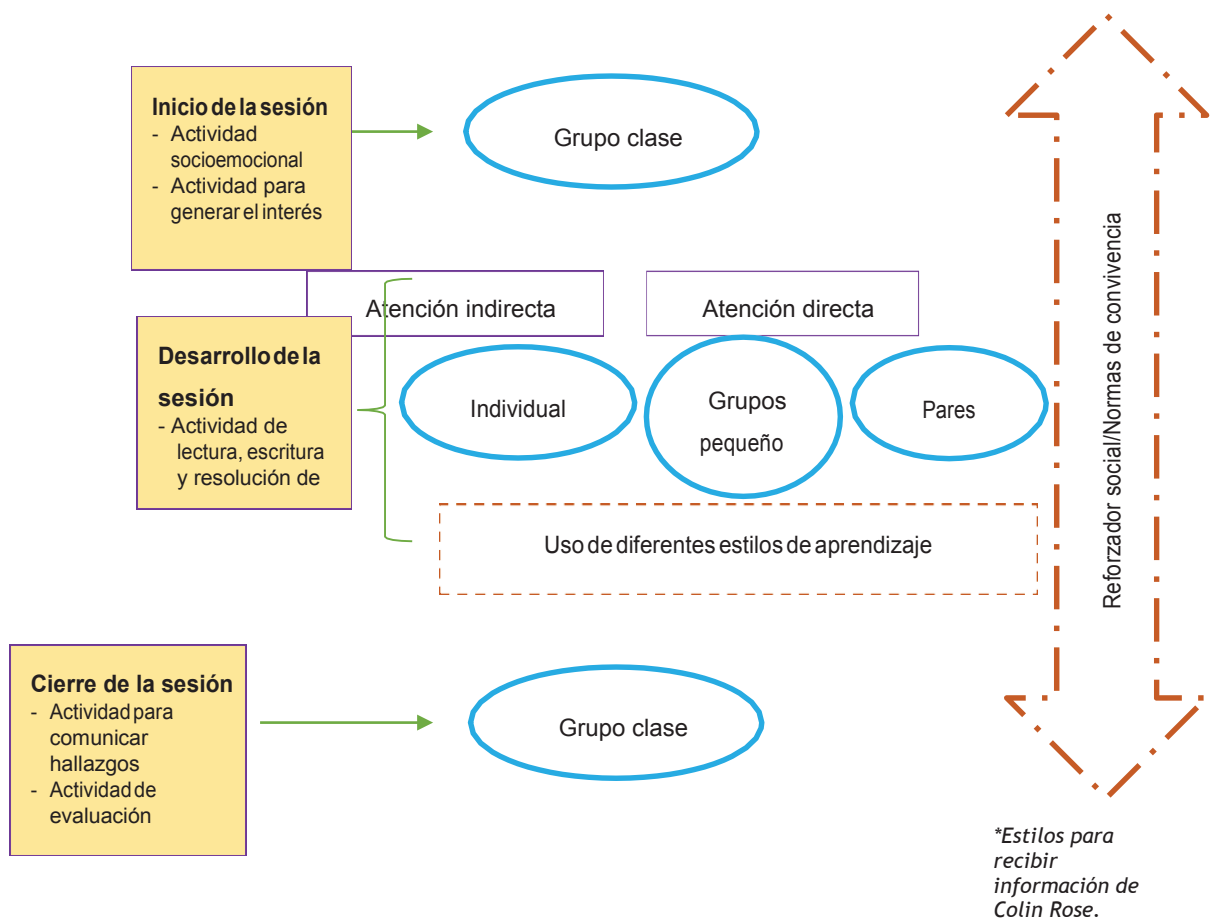 Inicio de la sesión
- Actividad
socioemocional
- Actividad para
generar el interés
Grupo clase
Atención indirecta
Atención directa
Desarrollo de la
sesión
- Actividad de
lectura, escritura
y resolución de
Individual
Grupos
pequeño
Pares
Uso de diferentes estilos de aprendizaje
Cierre de la sesión
- Actividad para
comunicar
hallazgos
- Actividad de
evaluación
Grupo clase
Reforzador social/Normas de convivencia
*Estilos para
recibir
información de
Colin Rose.